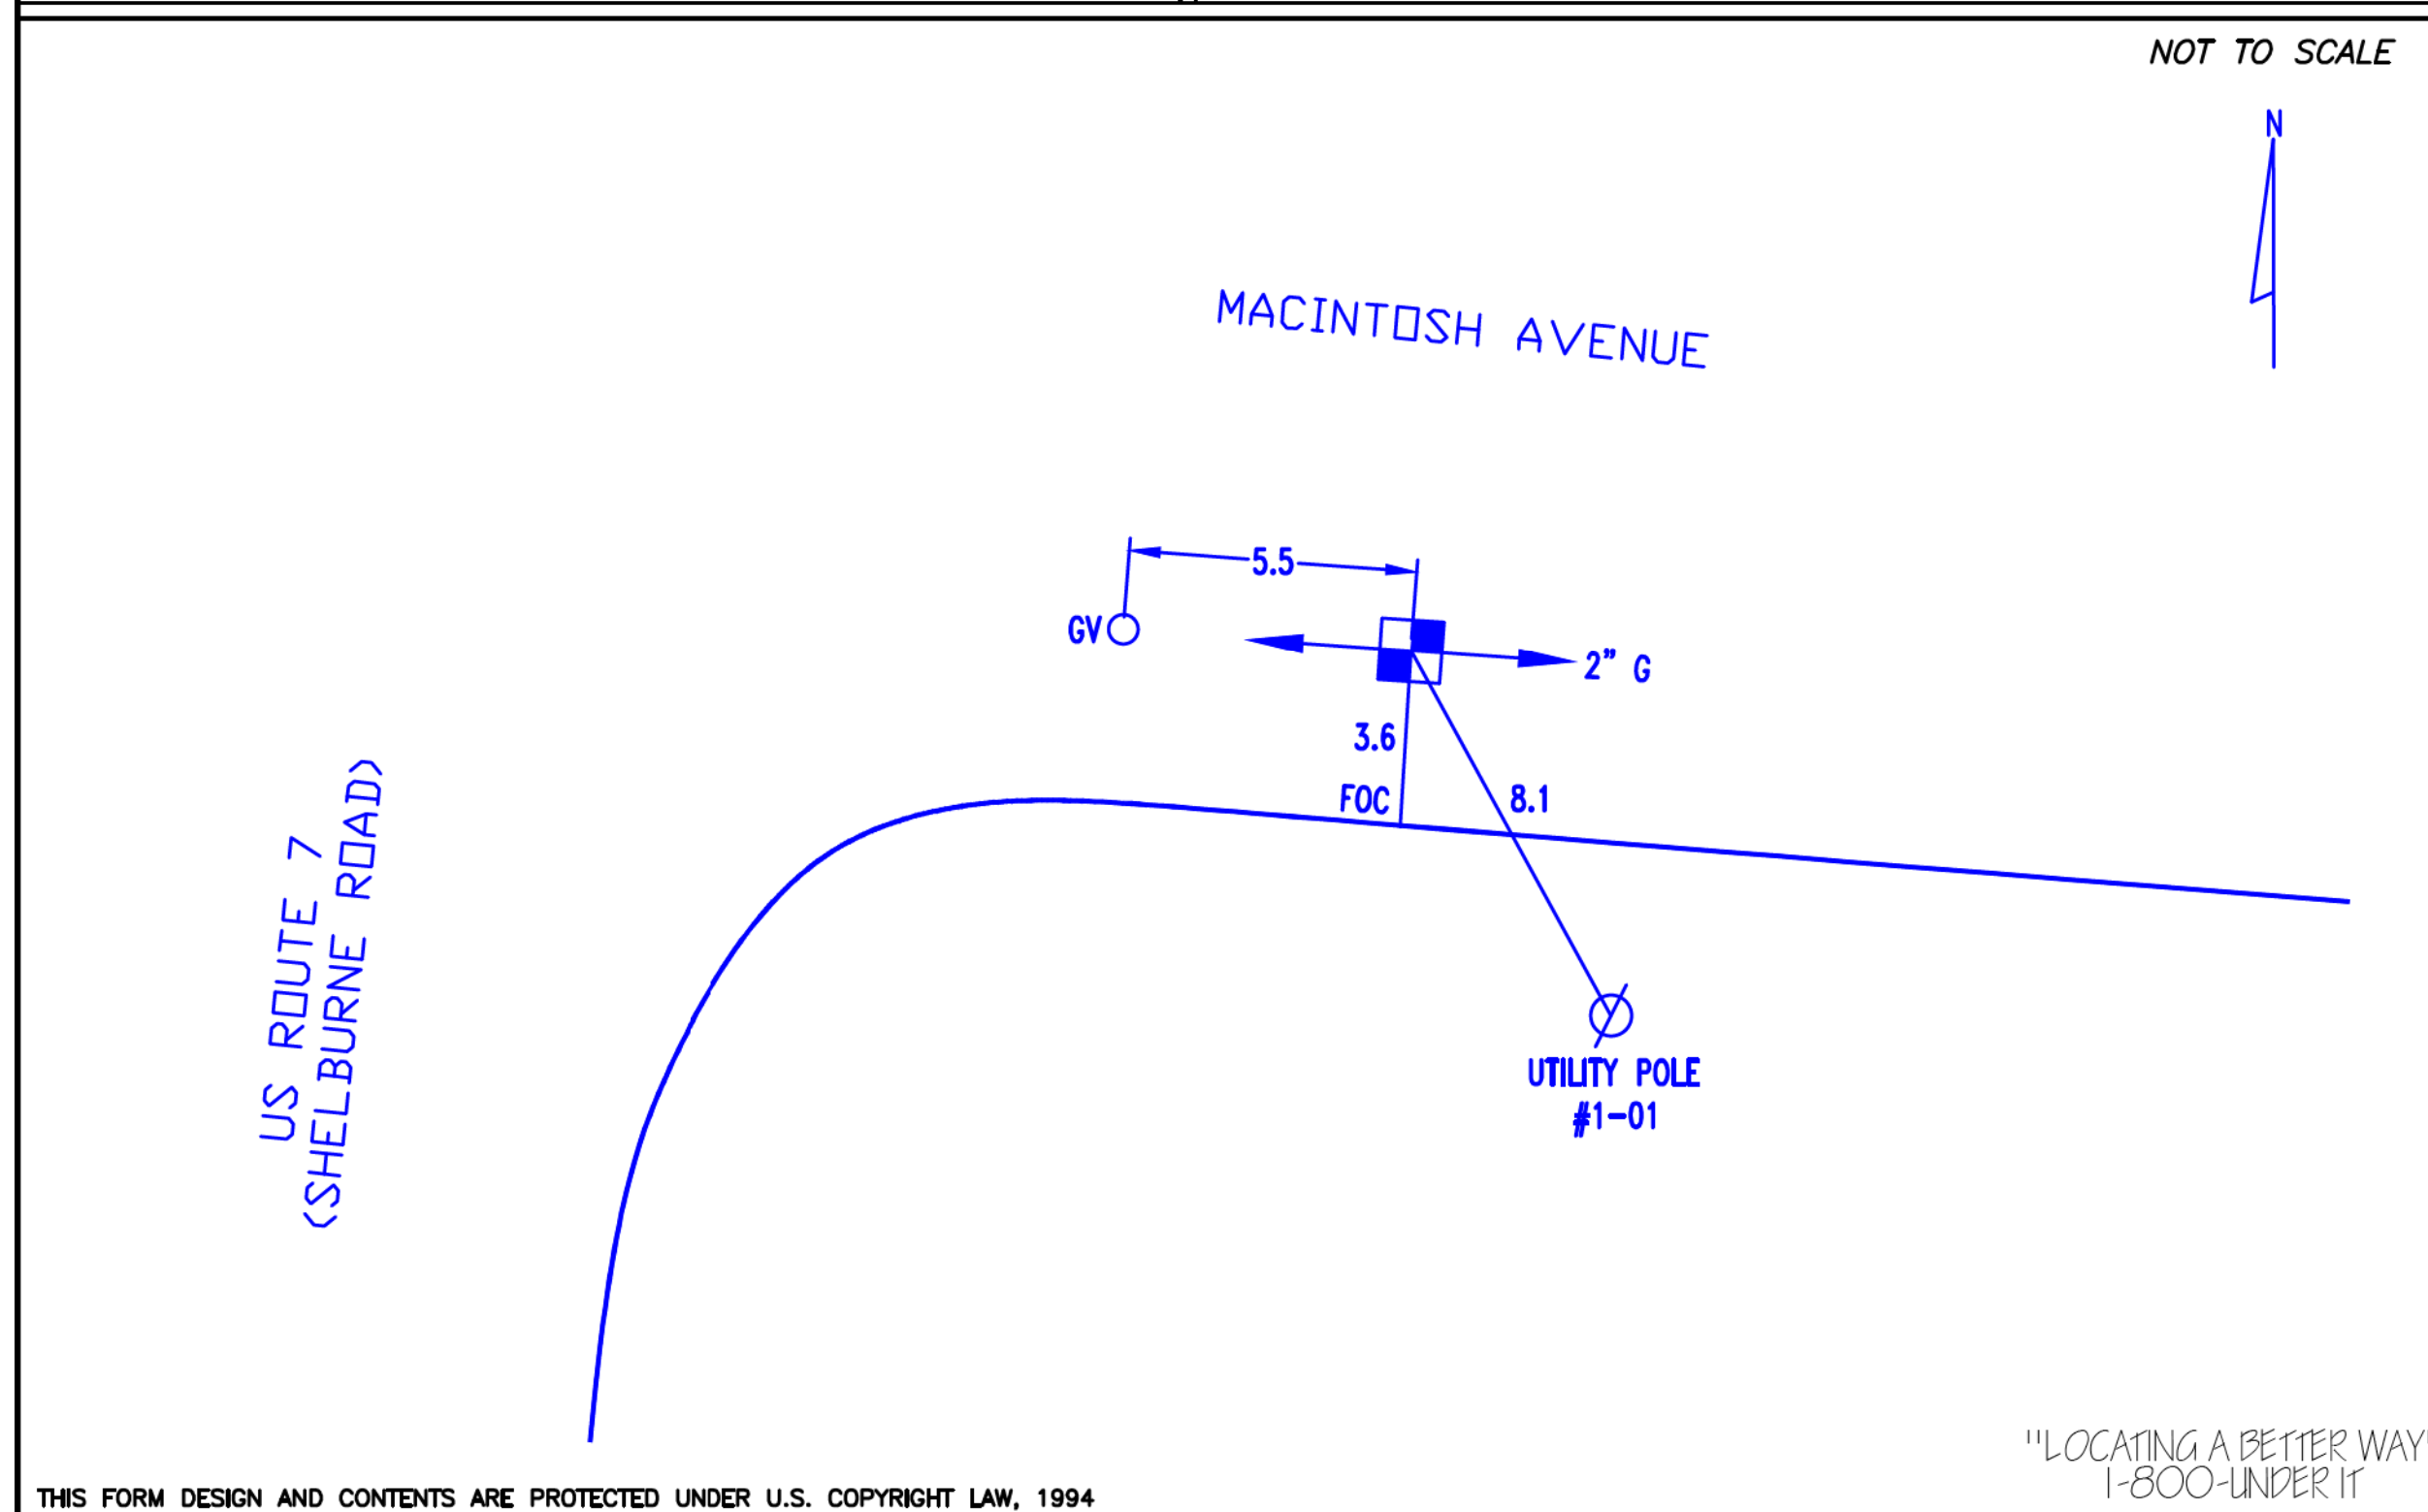 NOT TO SCALE
N
MACINTOSH AVENUE
5.5
GV
2" G
3.6
FOC
8.1
US ROUTE 7
(SHELBURNE ROAD)
UTILITY POLE
#1-01
"LOCATING A BETTER WAY"
1-800-UNDER IT
THIS FORM DESIGN AND CONTENTS ARE PROTECTED UNDER U.S. COPYRIGHT LAW, 1994